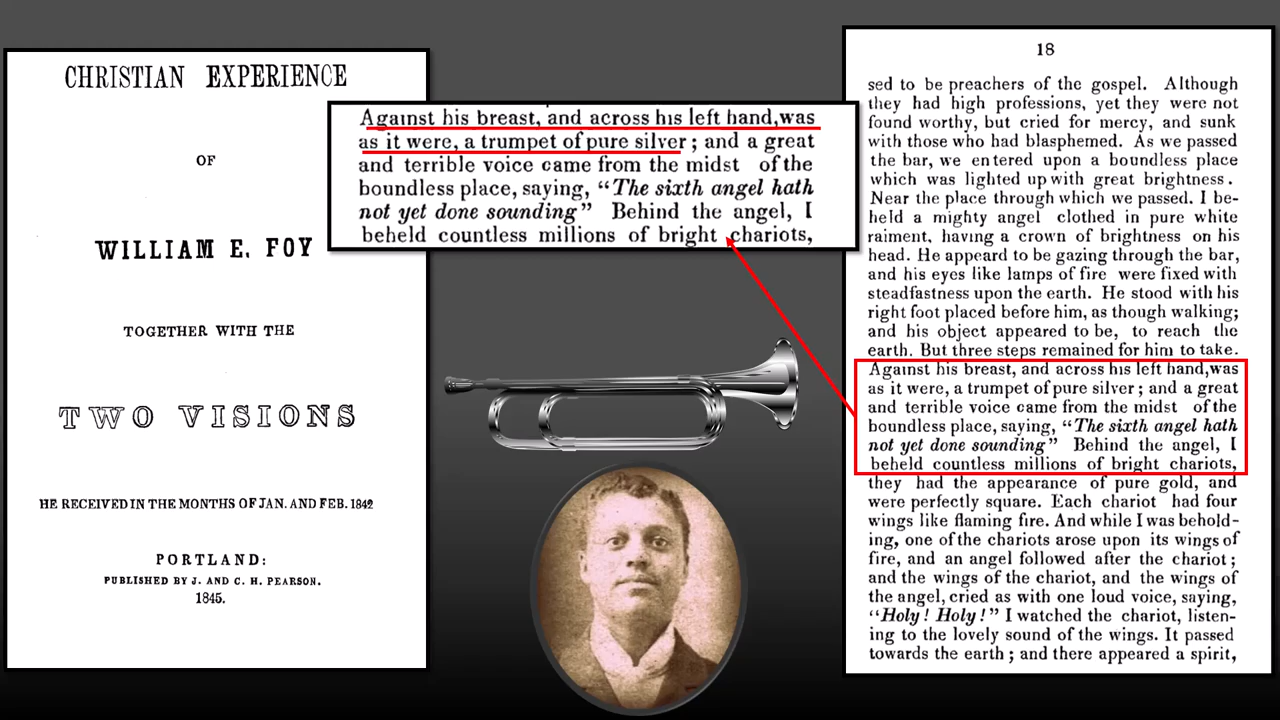 CHRISTIAN EXPERIENCE
OF
WILLIAM E. FOY
TOGETHER WITH THE
TWO VISIONS
HE RECEIVED IN THE MONTHS OF JAN. AND FEB. 1842
PORTLAND:
PUBLISHED BY J. AND C. H. PEARSON.
1845.
Against his breast, and across his left hand,was
as it were, a trumpet of pure silver; and a great
and terrible voice came from the midst of the
boundless place, saying, “The sixth angel hath
not yet done sounding” Behind the angel, I
beheld countless millions of bright chariots,
18
sed to be preachers of the gospel. Although
they had high professions, yet they were not
found worthy, but cried for mercy, and sunk
with those who had blasphemed. As we passed
the bar, we entered upon a boundless place
which was lighted up with great brightness.
Near the place through which we passed. I be-
held a mighty angel clothed in pure white
raiment, having a crown of brightness on his
head. He appeard to be gazing through the bar,
and his eyes like lamps of fire were fixed with
steadfastness upon the earth. He stood with his
right foot placed before him, as though walking;
and his object appeared to be, to reach the
earth. But three steps remained for him to take.
Against his breast, and across his left hand,was
as it were, a trumpet of pure silver; and a great
and terrible voice came from the midst of the
boundless place, saying, “The sixth angel hath
not yet done sounding” Behind the angel, I
beheld countless millions of bright chariots,
they had the appearance of pure gold, and
were perfectly square. Each chariot had four
wings like flaming fire. And while I was behold-
ing, one of the chariots arose upon its wings of
fire, and an angel followed after the chariot;
and the wings of the chariot, and the wings of
the angel, cried as with one loud voice, saying,
“Holy! Holy!” I watched the chariot, listen-
ing to the lovely sound of the wings. It passed
towards the earth; and there appeared a spirit,